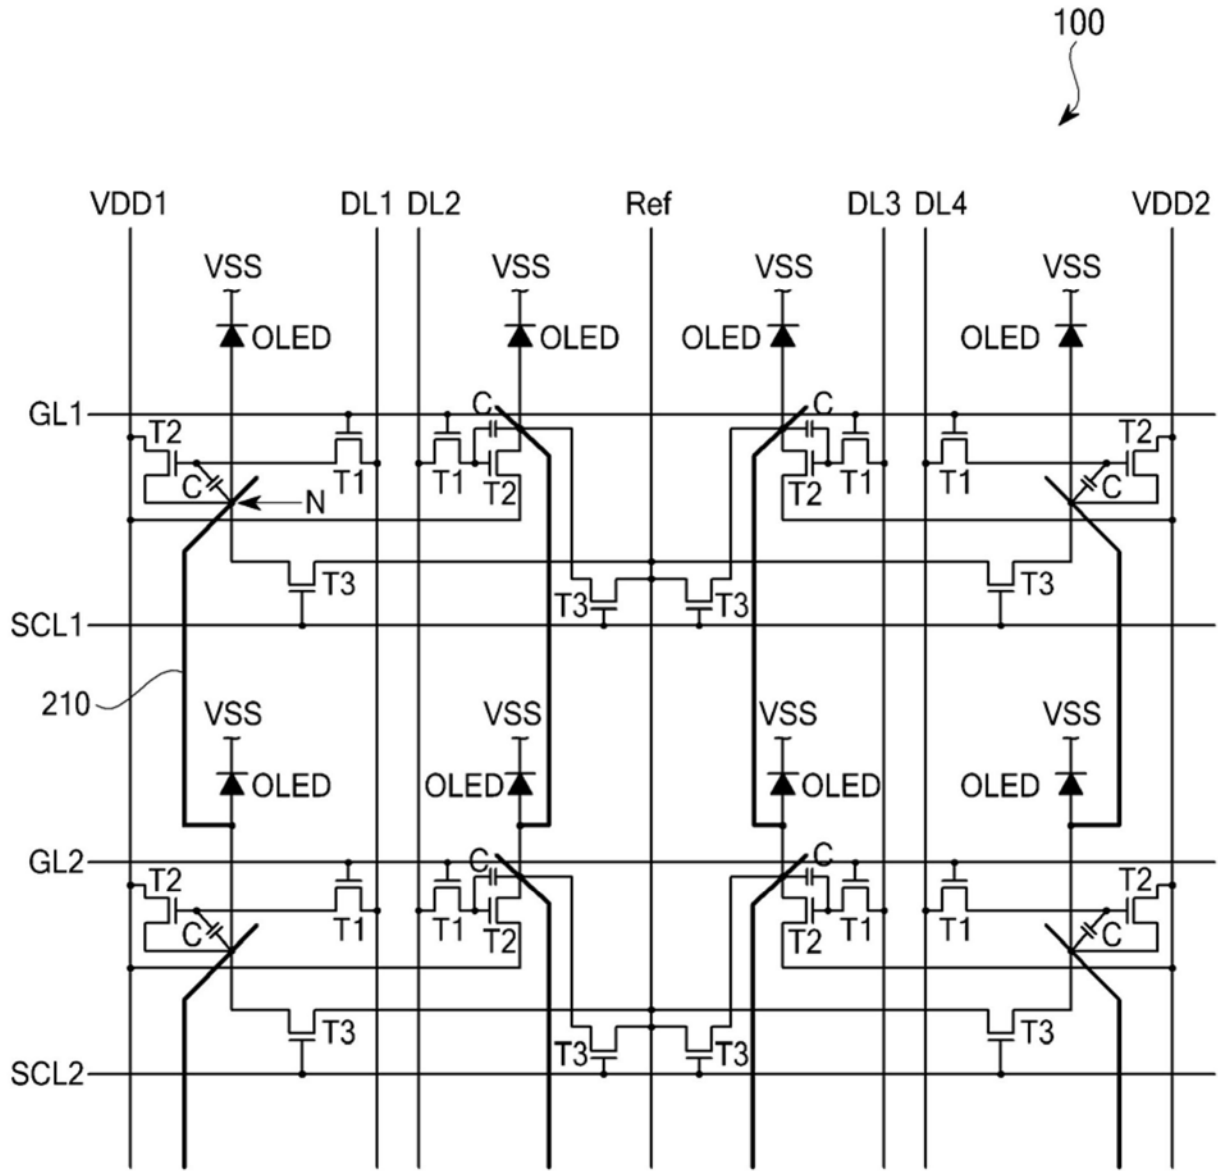 100
VDD1 DL1 DL2 Ref DL3 DL4 VDD2
VSS VSS VSS VSS
OLED OLED OLED OLED
GL1 C C
T2 T2
T1 T1 T1 T1
C T2 T2 C
N
T3 T3
T3 T3
SCL1
210
VSS VSS VSS VSS
OLED OLED OLED OLED
GL2 C C
T2 T2
T1 T1 T1 T1
C T2 T2 C
T3 T3
T3 T3
SCL2